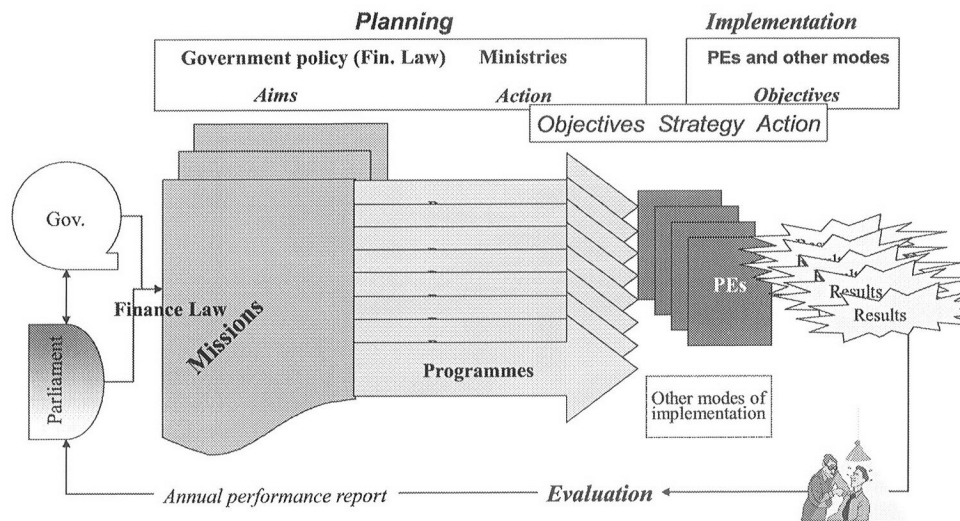 Planning
Implementation
Government policy (Fin. Law) Ministries
Aims Action
PEs and other modes
Objectives
Objectives Strategy Action
Gov.
Parliament
Finance Law
Missions
Programmes
PEs
Results
Results
Other modes of
implementation
Annual performance report
Evaluation